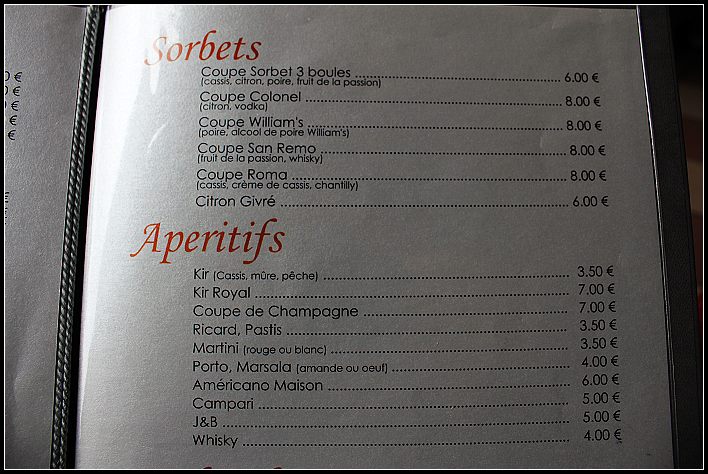 Sorbets
Coupe Sorbet 3 boules 6.00 €
(cassis, citron, poire, fruit de la passion)
Coupe Colonel 8.00 €
(citron, vodka)
Coupe William's 8.00 €
(poire, alcool de poire William's)
Coupe San Remo 8.00 €
(fruit de la passion, whisky)
Coupe Roma 8.00 €
(cassis, crème de cassis, chantilly)
Citron Givré 6.00 €
Aperitifs
Kir (Cassis, mûre, pêche) 3.50 €
Kir Royal 7.00 €
Coupe de Champagne 7.00 €
Ricard, Pastis 3.50 €
Martini (rouge ou blanc) 3.50 €
Porto, Marsala (amande ou oeuf) 4.00 €
Américano Maison 6.00 €
Campari 5.00 €
J&B 5.00 €
Whisky 4.00 €